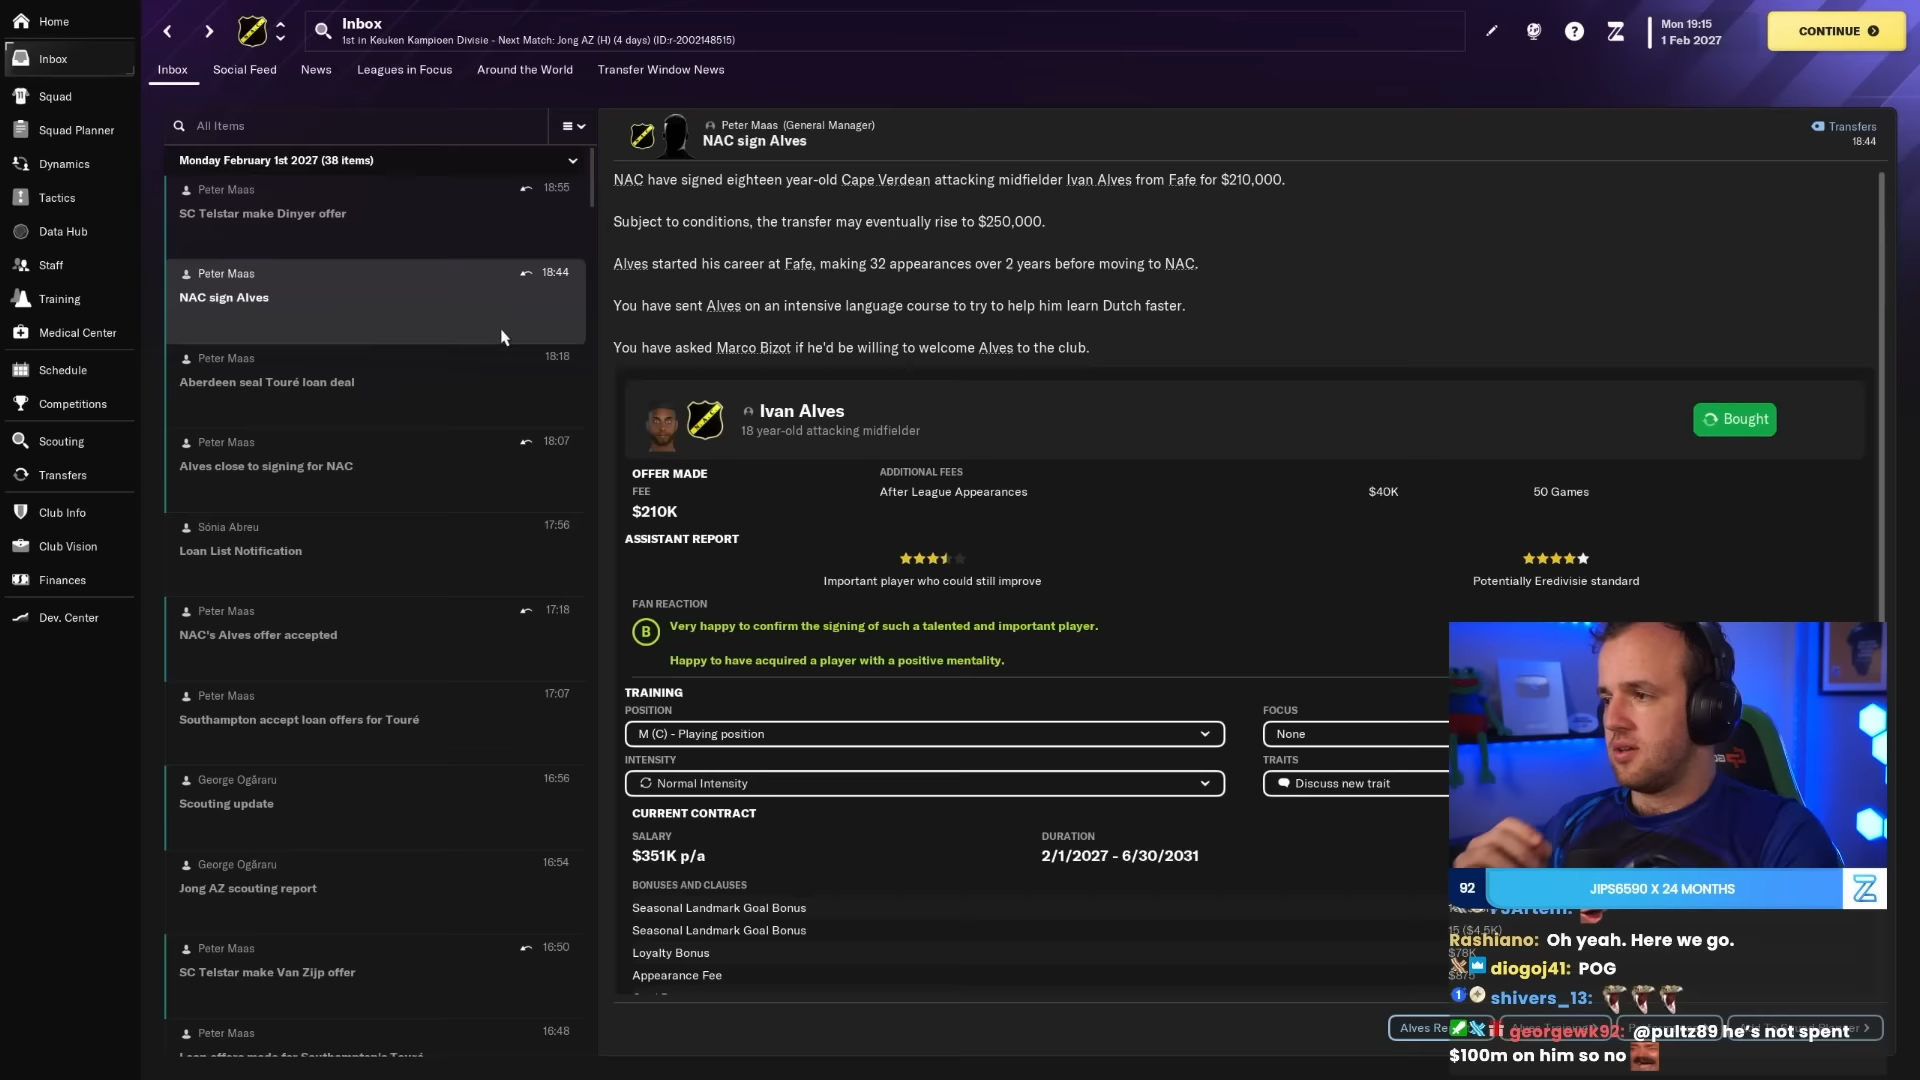 Home
Inbox
Squad
Squad Planner
Dynamics
Tactics
Data Hub
Staff
Training
Medical Center
Schedule
Competitions
Scouting
Transfers
Club Info
Club Vision
Finances
Dev. Center
Inbox
1st in Keuken Kampioen Divisie - Next Match: Jong AZ (H) (4 days) (ID:r-2002148515)
Mon 19:15
1 Feb 2027
CONTINUE
Inbox
Social Feed
News
Leagues in Focus
Around the World
Transfer Window News
All Items
Monday February 1st 2027 (38 items)
Peter Maas 18:55
SC Telstar make Dinyer offer
Peter Maas 18:44
NAC sign Alves
Peter Maas 18:18
Aberdeen seal Touré loan deal
Peter Maas 18:07
Alves close to signing for NAC
Sónia Abreu 17:56
Loan List Notification
Peter Maas 17:18
NAC's Alves offer accepted
Peter Maas 17:07
Southampton accept loan offers for Touré
George Ogăraru 16:56
Scouting update
George Ogăraru 16:54
Jong AZ scouting report
Peter Maas 16:50
SC Telstar make Van Zijp offer
Peter Maas 16:48
Loan offers made for Southampton's Touré
Peter Maas (General Manager)
NAC sign Alves
Transfers
18:44
NAC have signed eighteen year-old Cape Verdean attacking midfielder Ivan Alves from Fafe for $210,000.
Subject to conditions, the transfer may eventually rise to $250,000.
Alves started his career at Fafe, making 32 appearances over 2 years before moving to NAC.
You have sent Alves on an intensive language course to try to help him learn Dutch faster.
You have asked Marco Bizot if he'd be willing to welcome Alves to the club.
Ivan Alves
18 year-old attacking midfielder
Bought
OFFER MADE
FEE
$210K
ADDITIONAL FEES
After League Appearances $40K 50 Games
ASSISTANT REPORT
Important player who could still improve
Potentially Eredivisie standard
FAN REACTION
B
Very happy to confirm the signing of such a talented and important player.
Happy to have acquired a player with a positive mentality.
TRAINING
POSITION
M (C) - Playing position
FOCUS
None
INTENSITY
Normal Intensity
TRAITS
Discuss new trait
CURRENT CONTRACT
SALARY
$351K p/a
DURATION
2/1/2027 - 6/30/2031
BONUSES AND CLAUSES
Seasonal Landmark Goal Bonus
Seasonal Landmark Goal Bonus 15 ($4.5K)
Loyalty Bonus
Appearance Fee
Alves Re
92 JIPS6590 X 24 MONTHS
Rashiano: Oh yeah. Here we go.
diogoj41: POG
shivers_13:
georgewk92: @pultz89 he's not spent
$100m on him so no